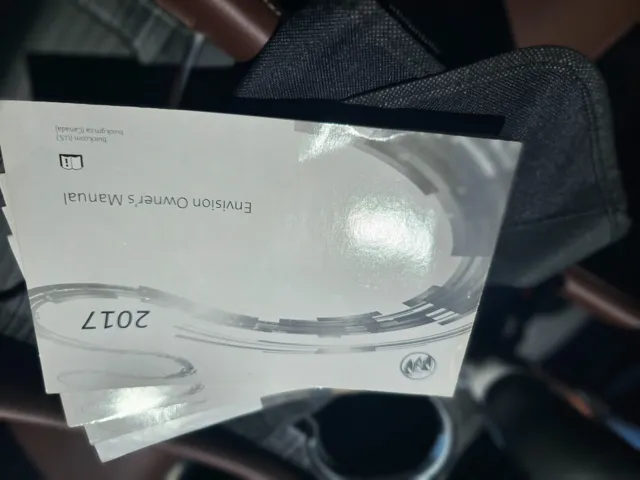 2017
Envision Owner's Manual
buick.com (U.S.)
buick.gm.ca (Canada)